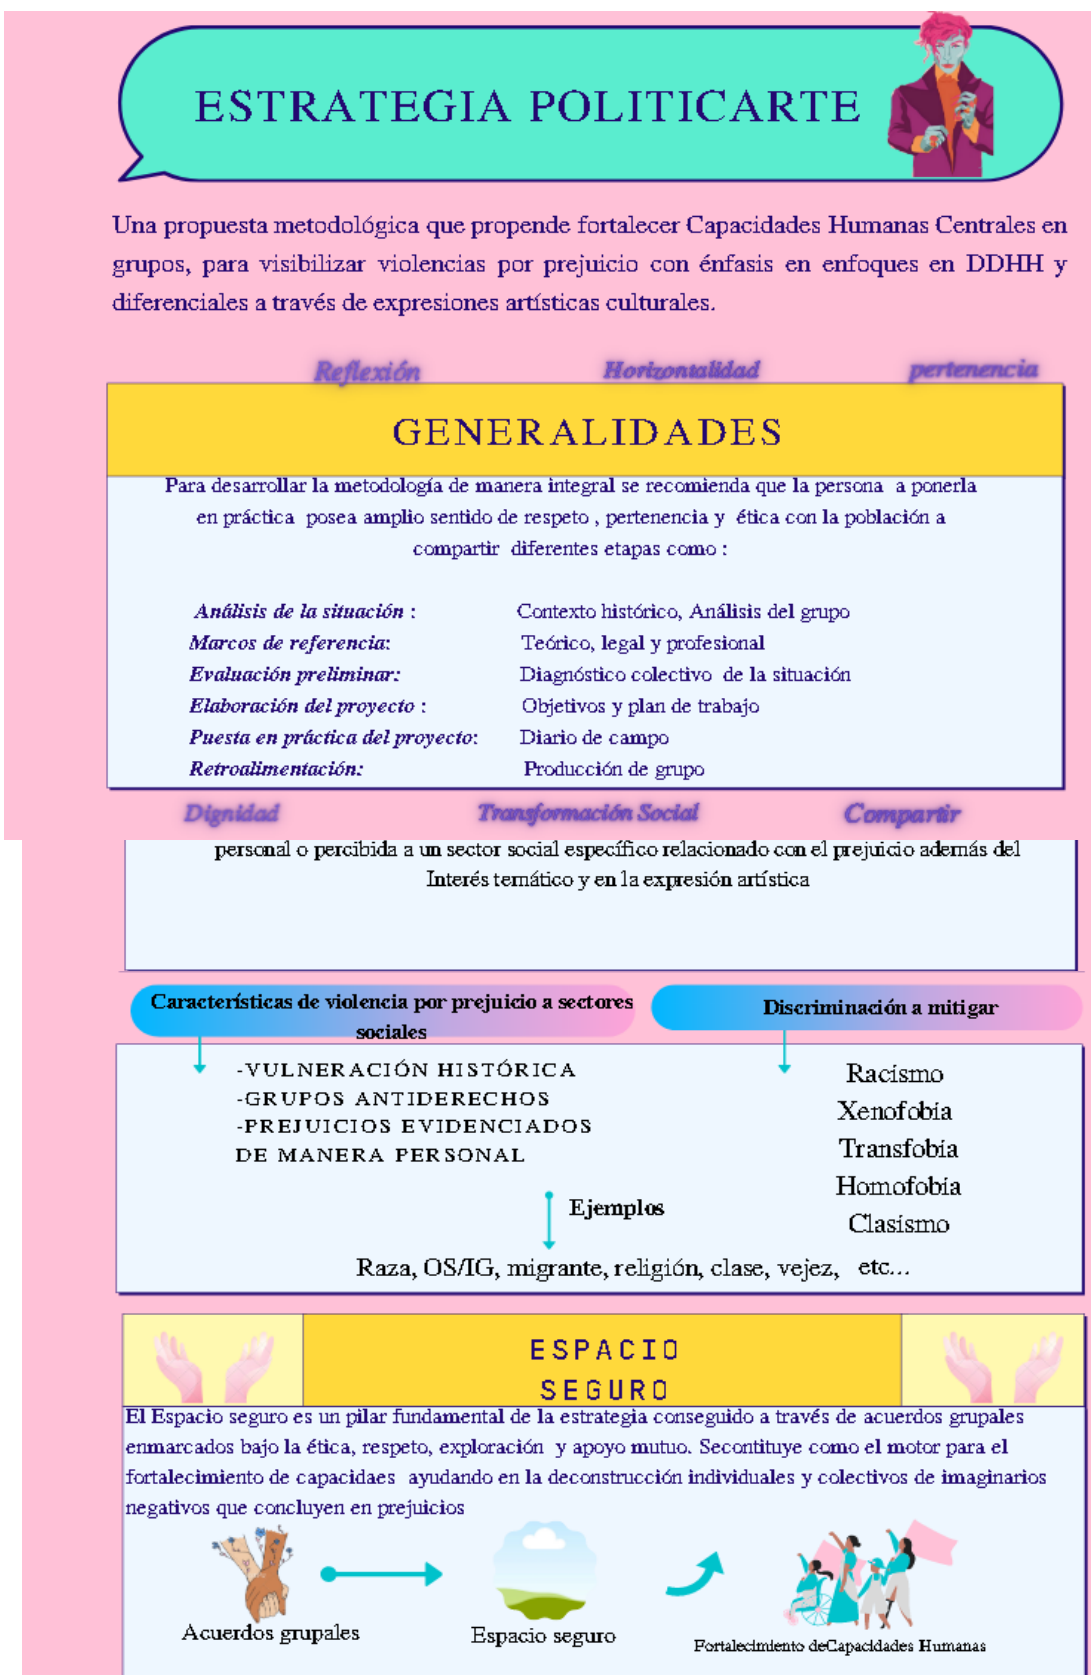 ESTRATEGIA POLITICARTE
Una propuesta metodológica que propende fortalecer Capacidades Humanas Centrales en
grupos, para visibilizar violencias por prejuicio con énfasis en enfoques en DDHH y
diferenciales a través de expresiones artísticas culturales.
Reflexión Horizontalidad pertenencia
GENERALIDADES
Para desarrollar la metodología de manera integral se recomienda que la persona a ponerla
en práctica posea amplio sentido de respeto , pertenencia y ética con la población a
compartir diferentes etapas como :
Análisis de la situación : Contexto histórico, Análisis del grupo
Marcos de referencia: Teórico, legal y profesional
Evaluación preliminar: Diagnóstico colectivo de la situación
Elaboración del proyecto : Objetivos y plan de trabajo
Puesta en práctica del proyecto: Diario de campo
Retroalimentación: Producción de grupo
Dignidad Transformación Social Compartir
personal o percibida a un sector social específico relacionado con el prejuicio además del
Interés temático y en la expresión artística
Características de violencia por prejuicio a sectores
sociales
Discriminación a mitigar
-VULNERACIÓN HISTÓRICA
-GRUPOS ANTIDERECHOS
-PREJUICIOS EVIDENCIADOS
DE MANERA PERSONAL
Racismo
Xenofobia
Transfobia
Homofobia
Clasismo
Ejemplos
Raza, OS/IG, migrante, religión, clase, vejez, etc...
ESPACIO
SEGURO
El Espacio seguro es un pilar fundamental de la estrategia conseguido a través de acuerdos grupales
enmarcados bajo la ética, respeto, exploración y apoyo mutuo. Secontituye como el motor para el
fortalecimiento de capacidaes ayudando en la deconstrucción individuales y colectivos de imaginarios
negativos que concluyen en prejuicios
Acuerdos grupales
Espacio seguro
Fortalecimiento deCapacidades Humanas